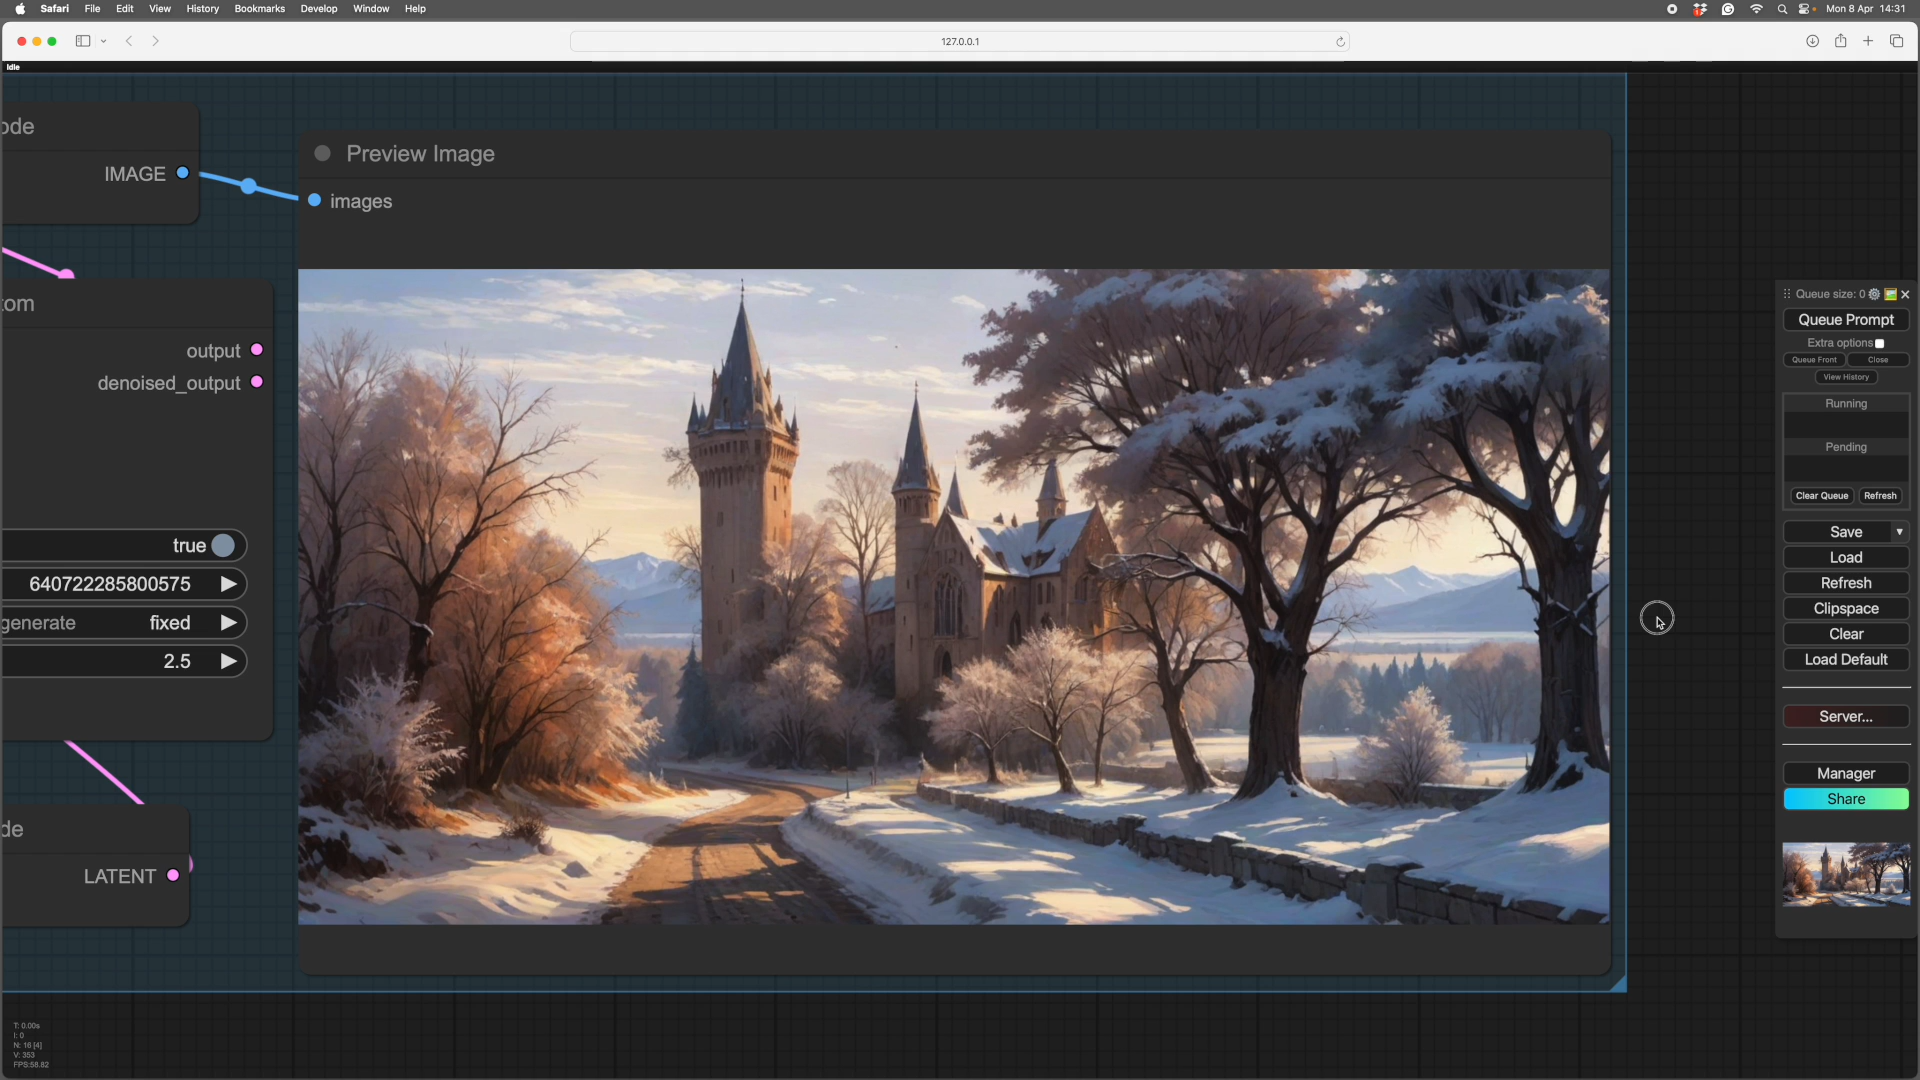 Safari File Edit View History Bookmarks Develop Window Help
Mon 8 Apr 14:31
127.0.0.1
Idle
ode
IMAGE
Preview Image
images
tom
output
denoised_output
true
640722285800575
generate fixed
2.5
de
LATENT
Queue size: 0
Queue Prompt
Extra options
Queue Front Close
View History
Running
Pending
Clear Queue Refresh
Save
Load
Refresh
Clipspace
Clear
Load Default
Server...
Manager
Share
T: 0.00s
I: 0
N: 16 [4]
V: 353
FPS:58.82